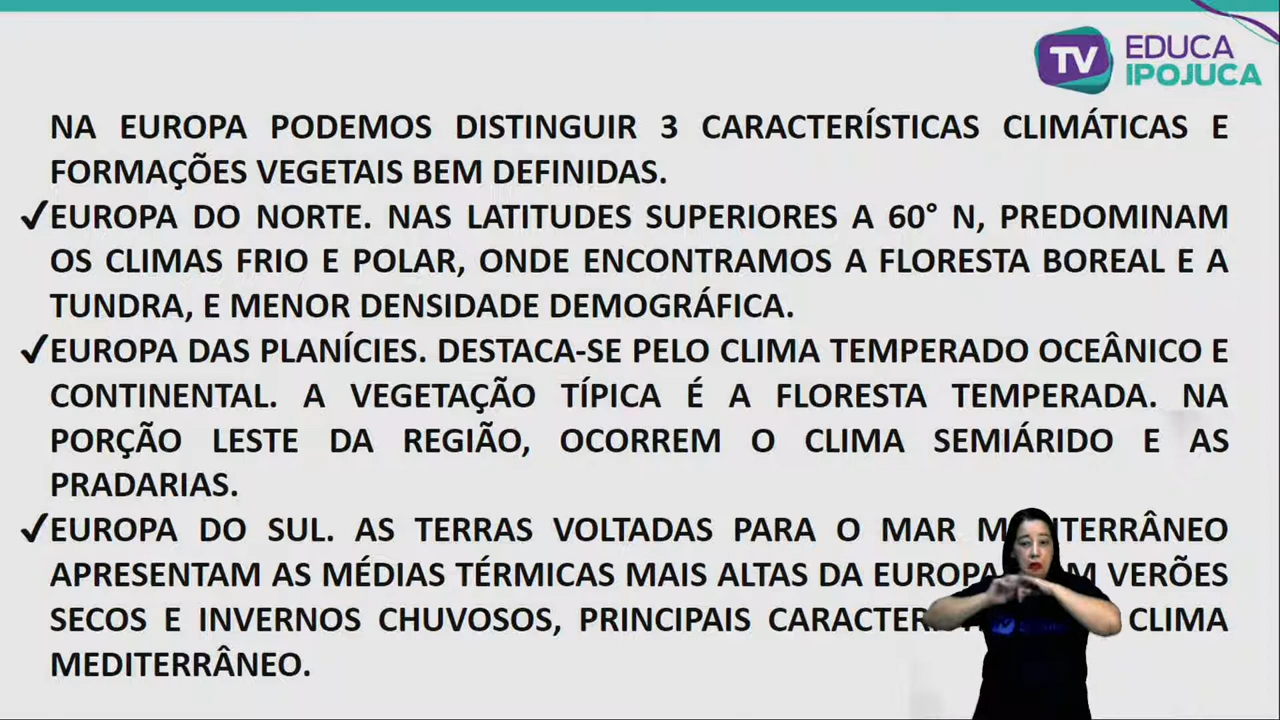 TV EDUCA
IPOJUCA
NA EUROPA PODEMOS DISTINGUIR 3 CARACTERÍSTICAS CLIMÁTICAS E
FORMAÇÕES VEGETAIS BEM DEFINIDAS.
✓EUROPA DO NORTE. NAS LATITUDES SUPERIORES A 60° N, PREDOMINAM
OS CLIMAS FRIO E POLAR, ONDE ENCONTRAMOS A FLORESTA BOREAL E A
TUNDRA, E MENOR DENSIDADE DEMOGRÁFICA.
✓EUROPA DAS PLANÍCIES. DESTACA-SE PELO CLIMA TEMPERADO OCEÂNICO E
CONTINENTAL. A VEGETAÇÃO TÍPICA É A FLORESTA TEMPERADA. NA
PORÇÃO LESTE DA REGIÃO, OCORREM O CLIMA SEMIÁRIDO E AS
PRADARIAS.
✓EUROPA DO SUL. AS TERRAS VOLTADAS PARA O MAR MEDITERRÂNEO
APRESENTAM AS MÉDIAS TÉRMICAS MAIS ALTAS DA EUROPA VERÕES
SECOS E INVERNOS CHUVOSOS, PRINCIPAIS CLIMA
MEDITERRÂNEO.